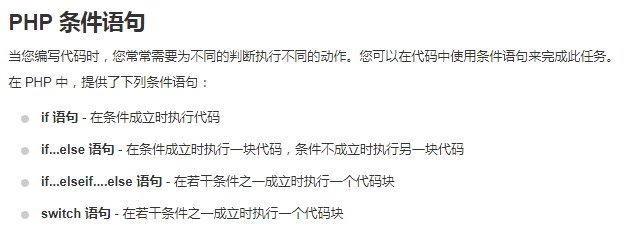 PHP 条件语句
当您编写代码时，您常常需要为不同的判断执行不同的动作。您可以在代码中使用条件语句来完成此任务。
在 PHP 中，提供了下列条件语句：
if 语句 - 在条件成立时执行代码
if...else 语句 - 在条件成立时执行一块代码，条件不成立时执行另一块代码
if...elseif....else 语句 - 在若干条件之一成立时执行一个代码块
switch 语句 - 在若干条件之一成立时执行一个代码块